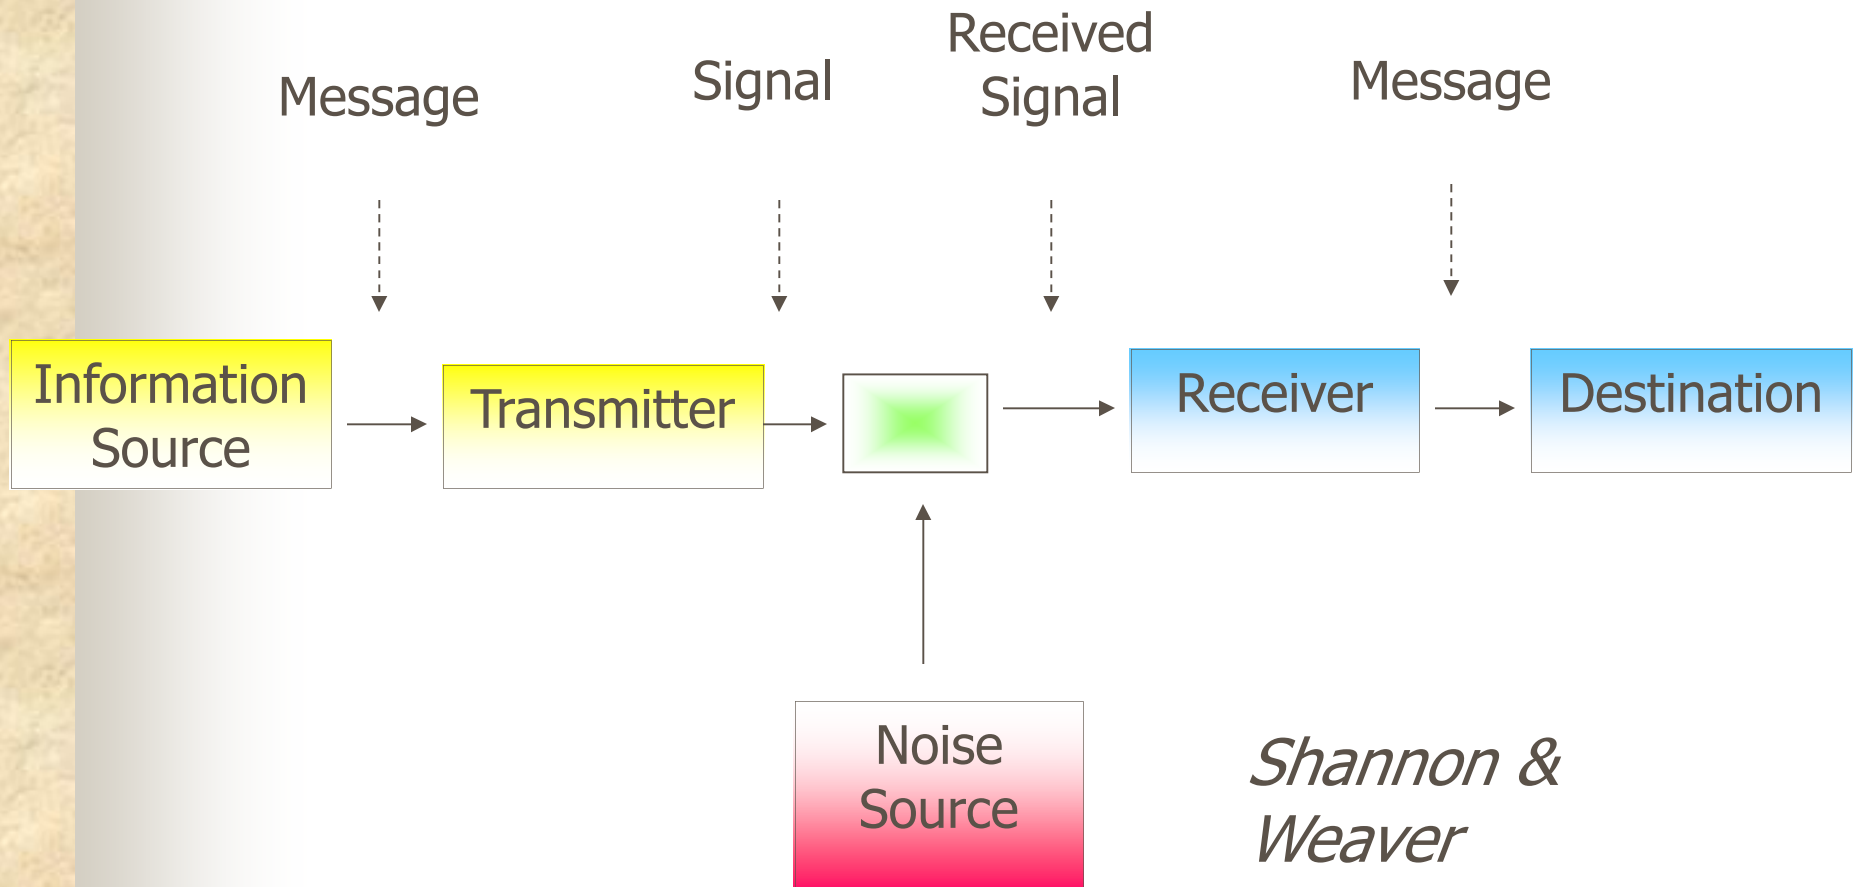 Message
Signal
Received
Signal
Message
Information
Source
Transmitter
Receiver
Destination
Noise
Source
Shannon &
Weaver